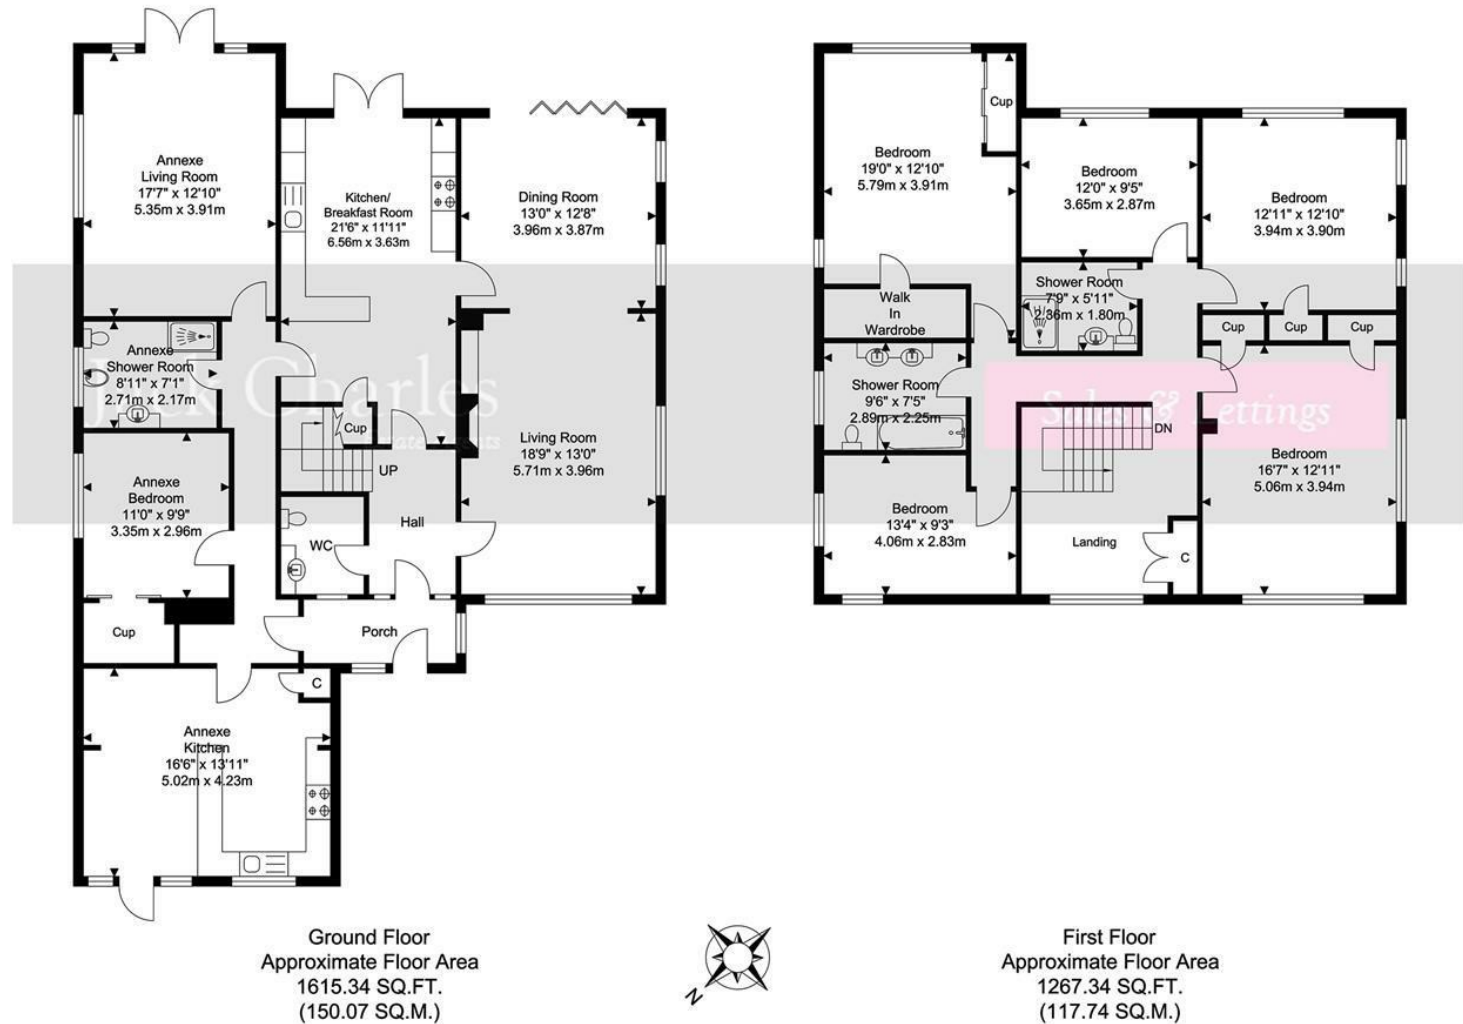 Annexe
Living Room
17'7" x 12'10"
5.35m x 3.91m
Kitchen/
Breakfast Room
21'6" x 11'11"
6.56m x 3.63m
Dining Room
13'0" x 12'8"
3.96m x 3.87m
Annexe
Shower Room
8'11" x 7'1"
2.71m x 2.17m
Jack Charles
Estate Agents
Cup
UP
Living Room
18'9" x 13'0"
5.71m x 3.96m
Annexe
Bedroom
11'0" x 9'9"
3.35m x 2.96m
WC
Hall
Cup
Porch
C
Annexe
Kitchen
16'6" x 13'11"
5.02m x 4.23m
Ground Floor
Approximate Floor Area
1615.34 SQ.FT.
(150.07 SQ.M.)
N
Bedroom
19'0" x 12'10"
5.79m x 3.91m
Cup
Bedroom
12'0" x 9'5"
3.65m x 2.87m
Bedroom
12'11" x 12'10"
3.94m x 3.90m
Walk
In
Wardrobe
Shower Room
7'9" x 5'11"
2.36m x 1.80m
Cup
Cup
Cup
Shower Room
9'6" x 7'5"
2.89m x 2.25m
Sales & Lettings
DN
Bedroom
16'7" x 12'11"
5.06m x 3.94m
Bedroom
13'4" x 9'3"
4.06m x 2.83m
Landing
C
First Floor
Approximate Floor Area
1267.34 SQ.FT.
(117.74 SQ.M.)